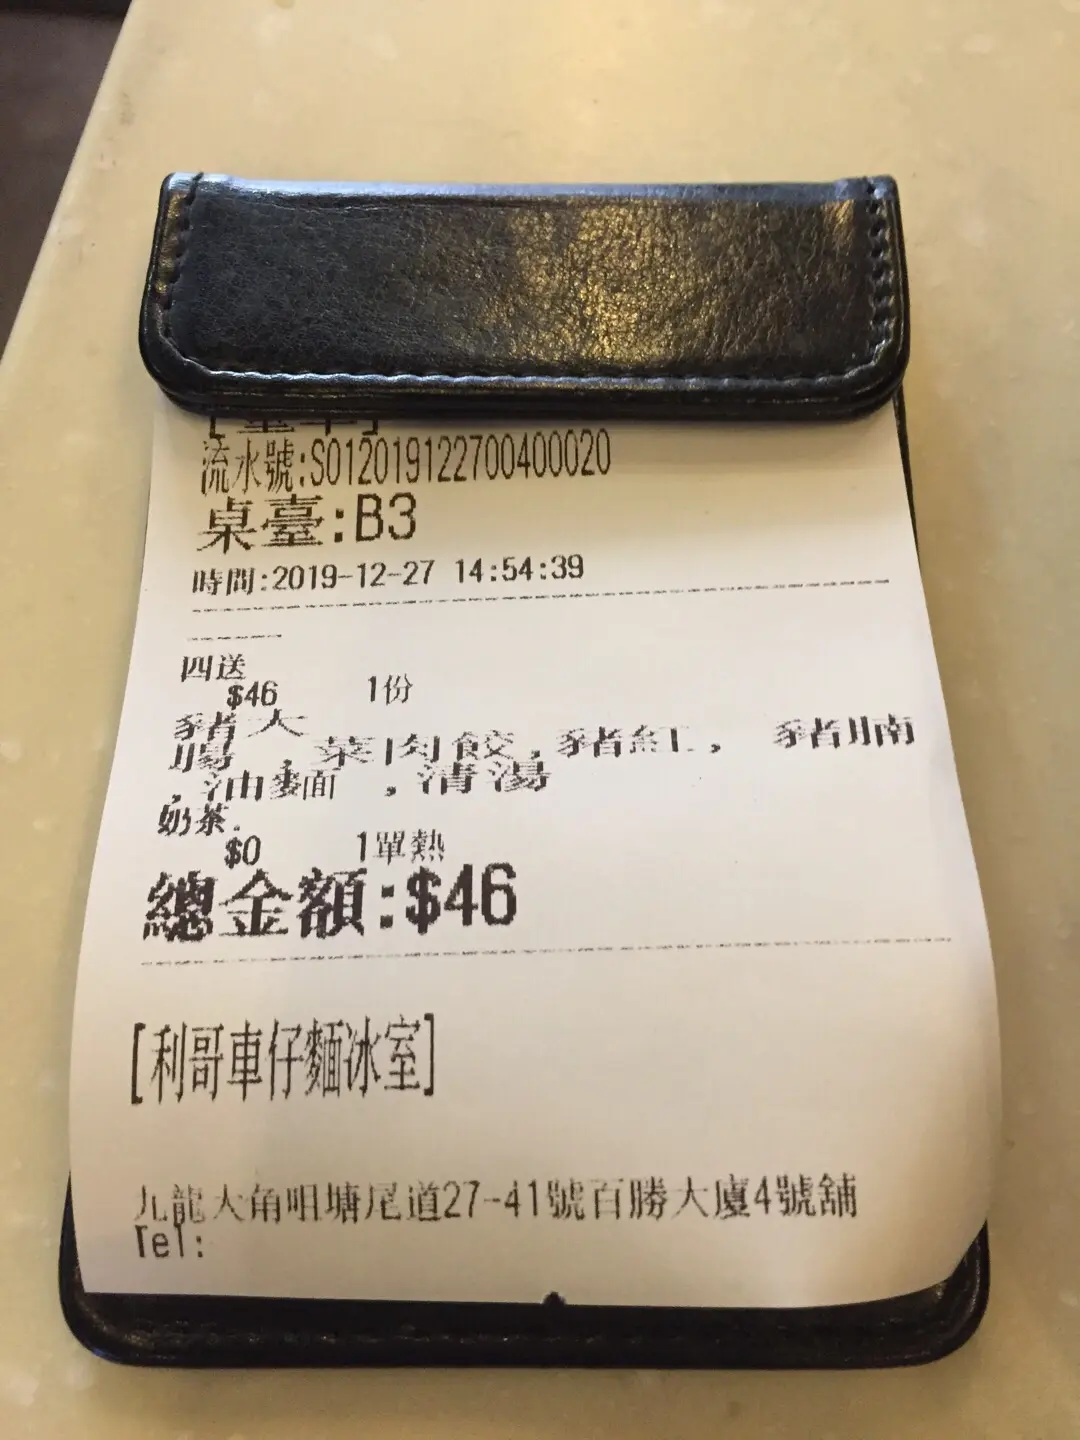 流水號:S012019122700400020
桌臺:B3
時間:2019-12-27 14:54:39
四送
$46 1份
豬大
腸 ,菜肉餃,豬紅, 豬腩
,油麵 ,清湯
奶茶.
$0 1單熱
總金額:$46
[利哥車仔麵冰室]
九龍大角咀塘尾道27-41號百勝大廈4號舖
Tel: